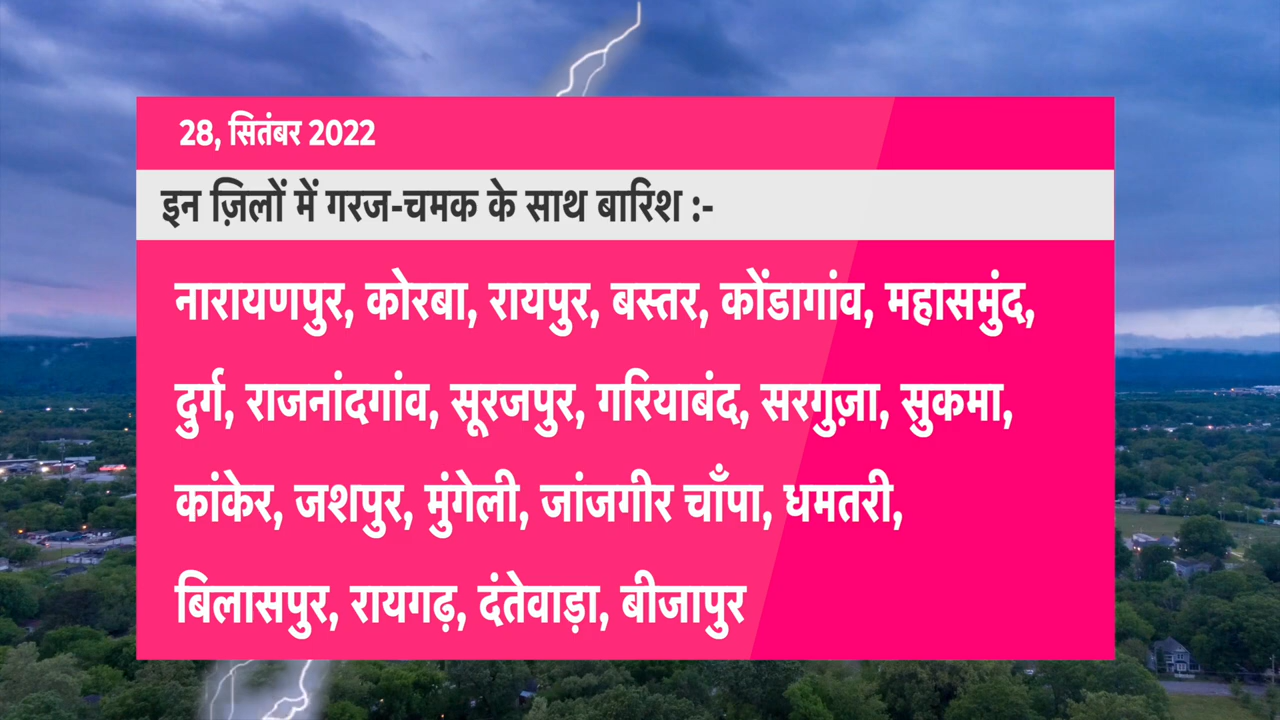 28, सितंबर 2022
इन ज़िलों में गरज-चमक के साथ बारिश :-
नारायणपुर, कोरबा, रायपुर, बस्तर, कोंडागांव, महासमुंद,
दुर्ग, राजनांदगांव, सूरजपुर, गरियाबंद, सरगुज़ा, सुकमा,
कांकेर, जशपुर, मुंगेली, जांजगीर चाँपा, धमतरी,
बिलासपुर, रायगढ़, दंतेवाड़ा, बीजापुर